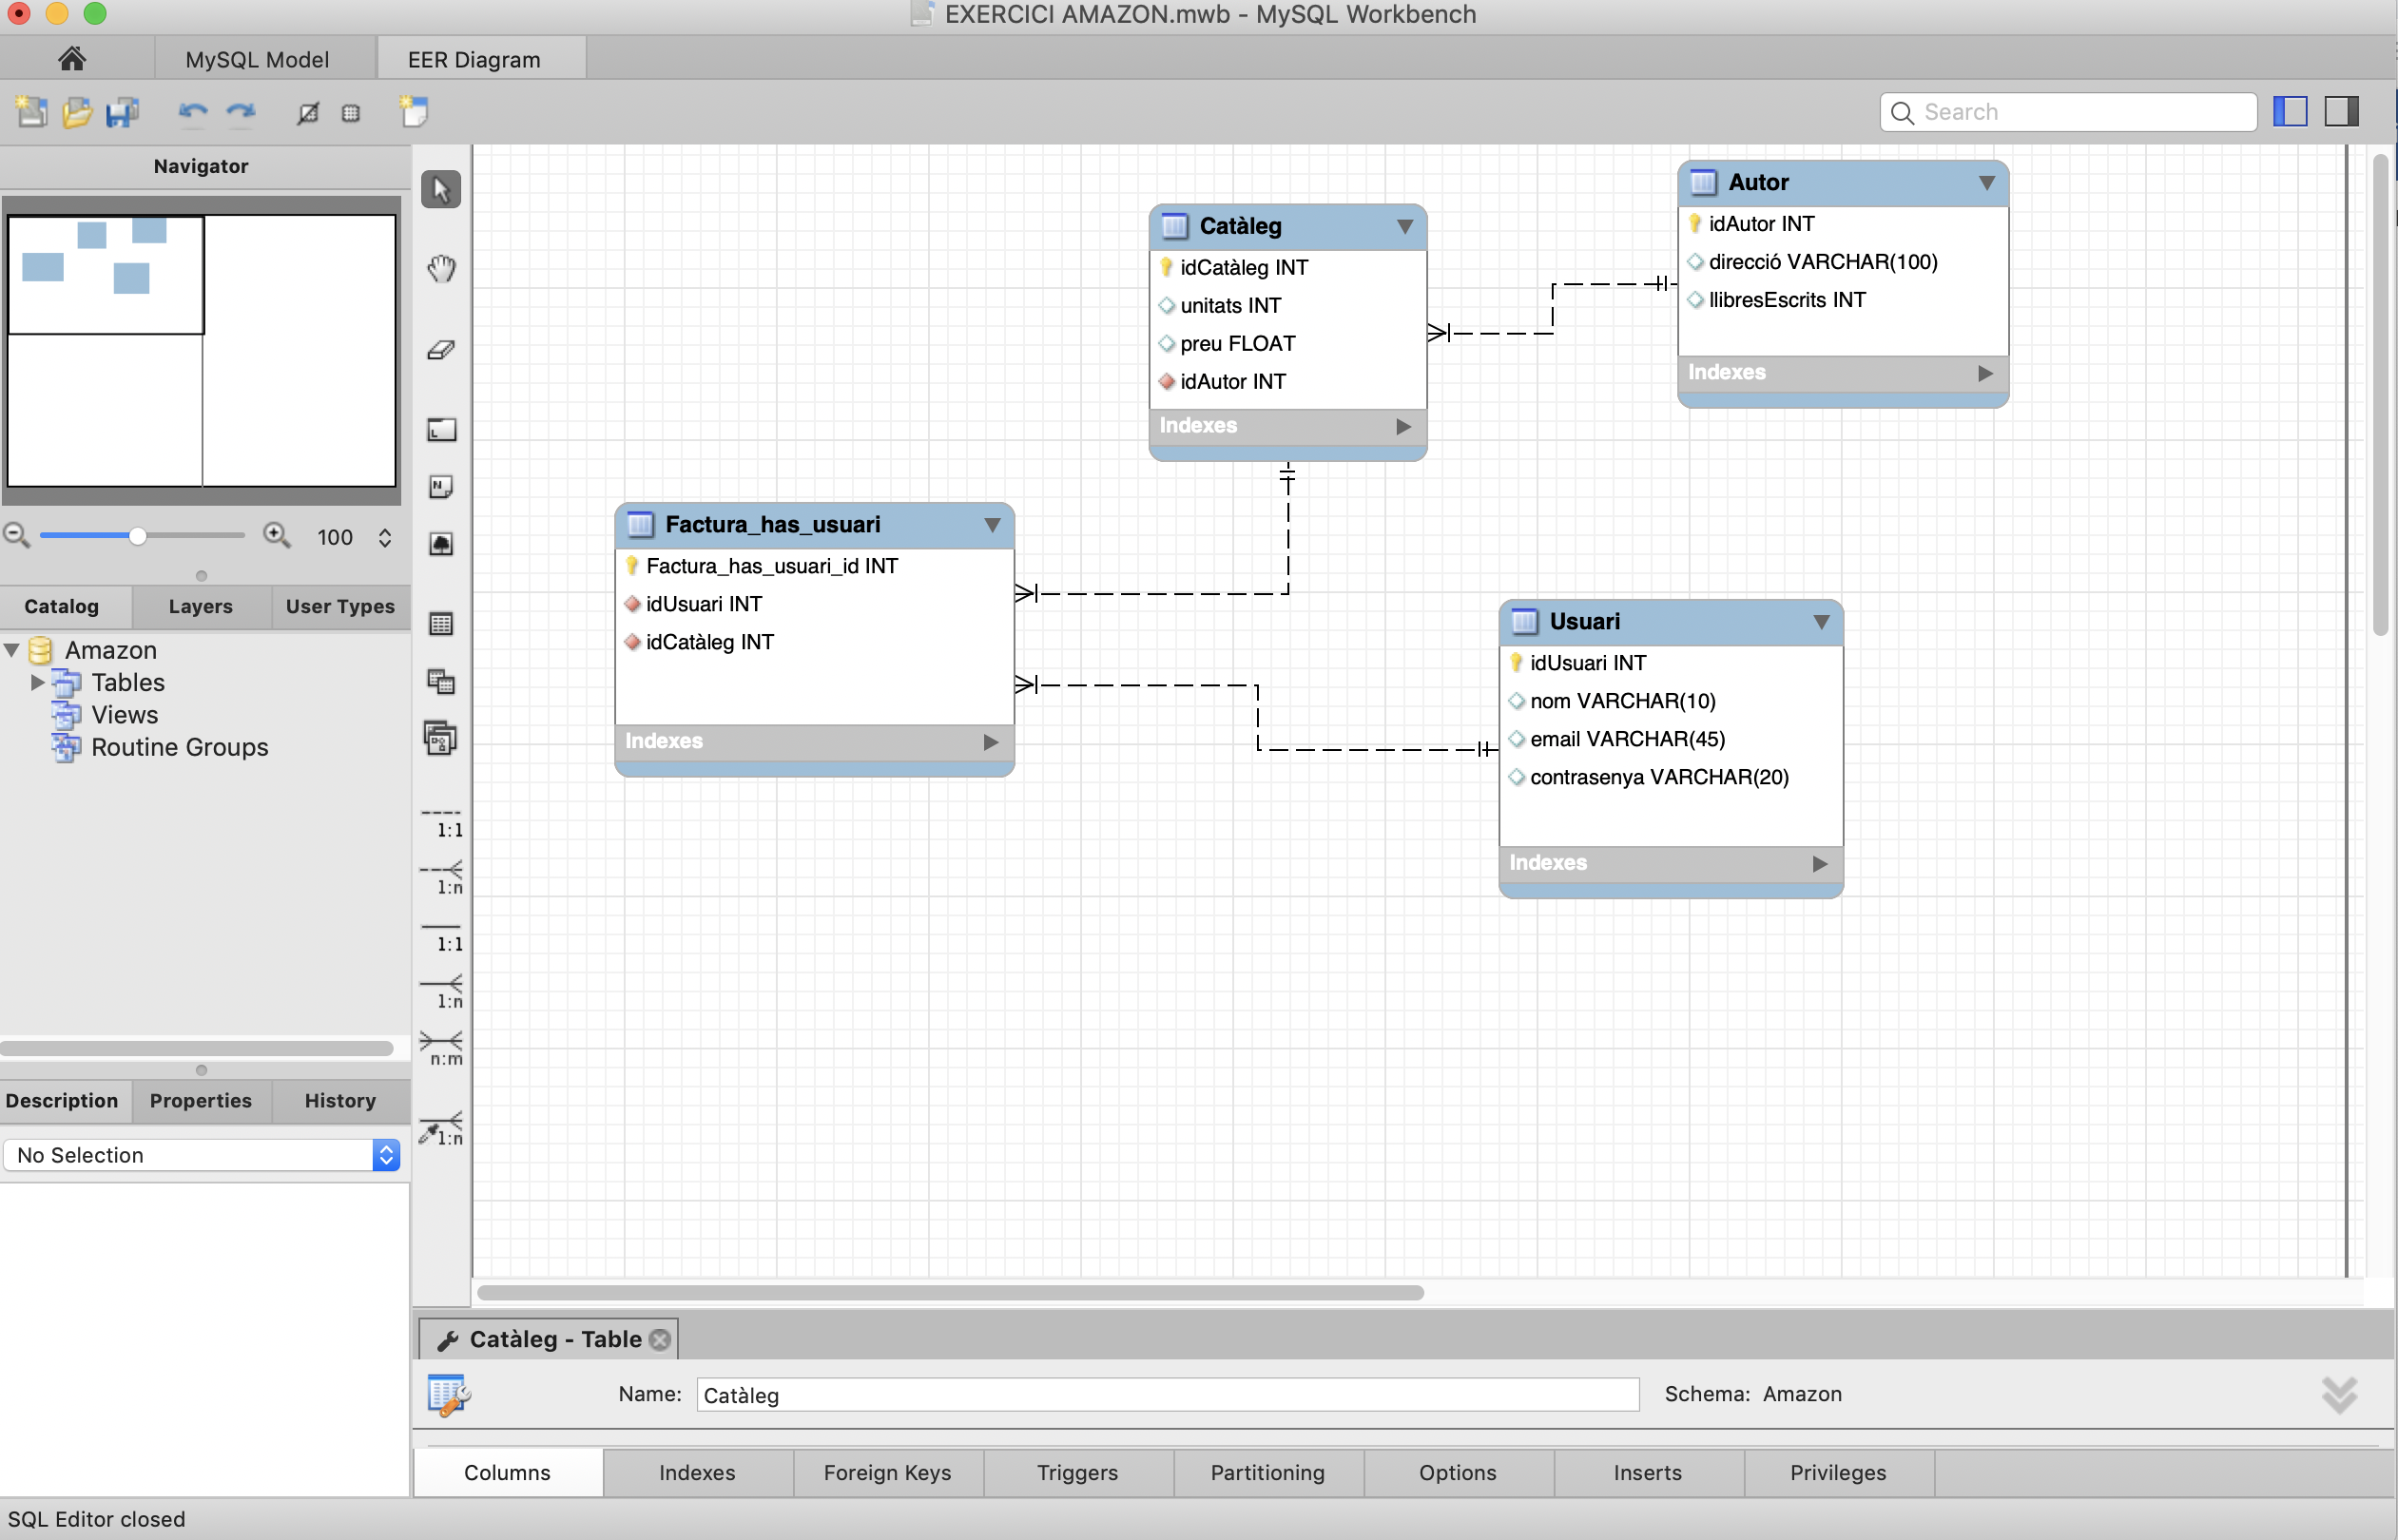 EXERCICI AMAZON.mwb - MySQL Workbench
MySQL Model
EER Diagram
Search
Navigator
100
Catalog
Layers
User Types
Amazon
Tables
Views
Routine Groups
Description
Properties
History
No Selection
L
N
1:1
1:n
1:1
1:n
n:m
1:n
Catàleg
idCatàleg INT
unitats INT
preu FLOAT
idAutor INT
Indexes
Autor
idAutor INT
direcció VARCHAR(100)
llibresEscrits INT
Indexes
Factura_has_usuari
Factura_has_usuari_id INT
idUsuari INT
idCatàleg INT
Indexes
Usuari
idUsuari INT
nom VARCHAR(10)
email VARCHAR(45)
contrasenya VARCHAR(20)
Indexes
Catàleg - Table
Name: Catàleg
Schema: Amazon
Columns
Indexes
Foreign Keys
Triggers
Partitioning
Options
Inserts
Privileges
SQL Editor closed